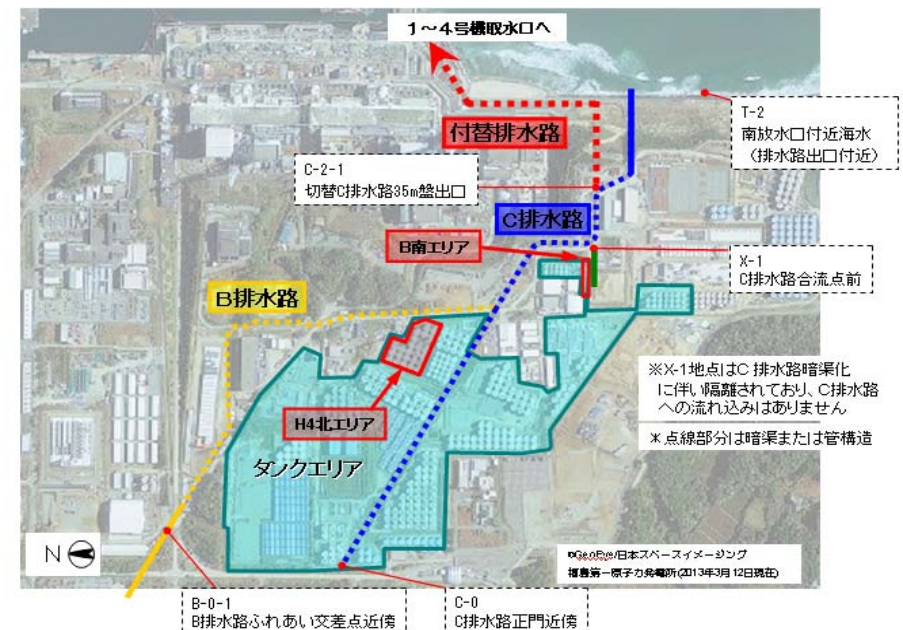 1～4号機取水口へ
T-2
南放水口付近海水
（排水路出口付近）
付替排水路
C-2-1
切替C排水路35m盤出口
C排水路
B南エリア
X-1
C排水路合流点前
B排水路
※X-1地点はC排水路暗渠化
に伴い隔離されており、C排水路
への流れ込みはありません
＊点線部分は暗渠または管構造
H4北エリア
タンクエリア
N
©GeoEye/日本スペースイメージング
福島第一原子力発電所(2013年3月12日現在)
B-0-1
B排水路ふれあい交差点近傍
C-0
C排水路正門近傍